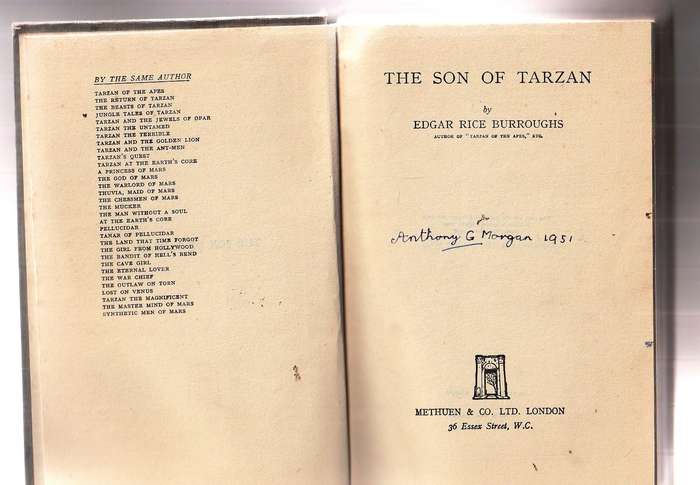 BY THE SAME AUTHOR
TARZAN OF THE APES
THE RETURN OF TARZAN
THE BEASTS OF TARZAN
JUNGLE TALES OF TARZAN
TARZAN AND THE JEWELS OF OPAR
TARZAN THE UNTAMED
TARZAN THE TERRIBLE
TARZAN AND THE GOLDEN LION
TARZAN AND THE ANT-MEN
TARZAN'S QUEST
TARZAN AT THE EARTH'S CORE
A PRINCESS OF MARS
THE GOD OF MARS
THE WARLORD OF MARS
THUVIA, MAID OF MARS
THE CHESSMEN OF MARS
THE MUCKER
THE MAN WITHOUT A SOUL
AT THE EARTH'S CORE
PELLUCIDAR
TANAR OF PELLUCIDAR
THE LAND THAT TIME FORGOT
THE GIRL FROM HOLLYWOOD
THE BANDIT OF HELL'S BEND
THE CAVE GIRL
THE ETERNAL LOVER
THE WAR CHIEF
THE OUTLAW ON TORN
LOST ON VENUS
TARZAN THE MAGNIFICENT
THE MASTER MIND OF MARS
SYNTHETIC MEN OF MARS
THE SON OF TARZAN
by
EDGAR RICE BURROUGHS
AUTHOR OF "TARZAN OF THE APES," ETC.
Anthony G Morgan 1951
METHUEN & CO. LTD. LONDON
36 Essex Street, W.C.